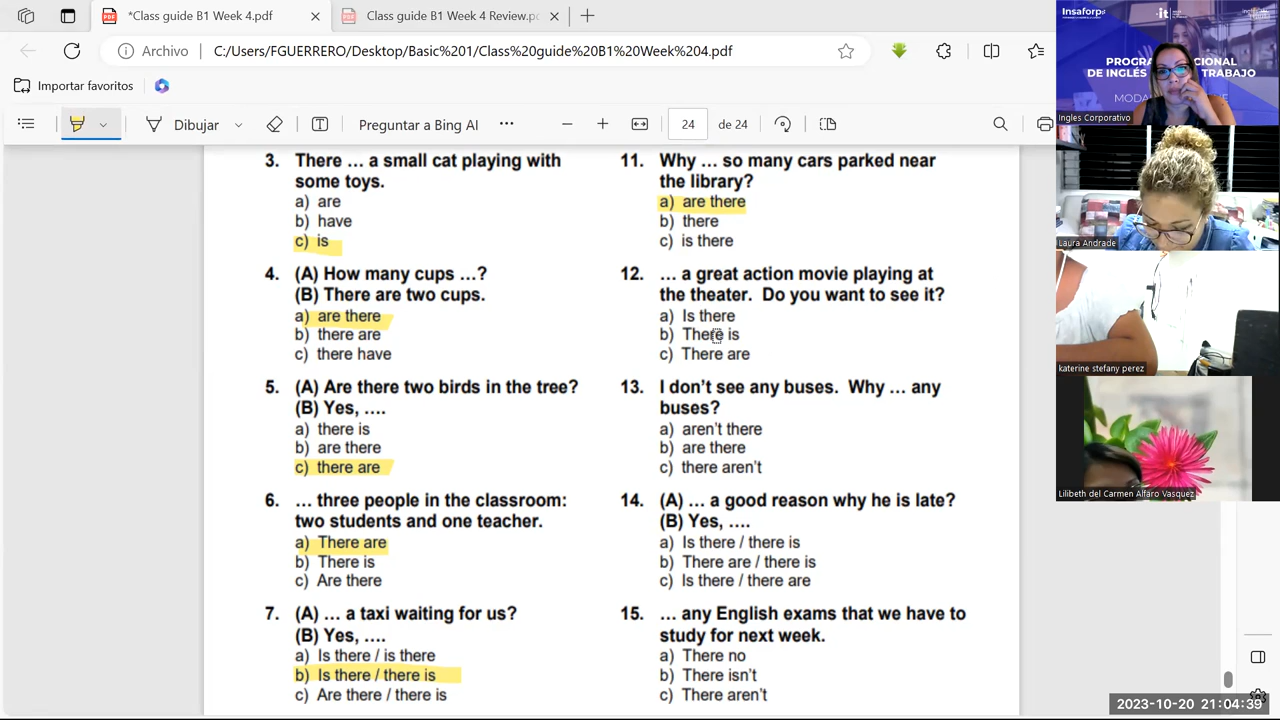 *Class guide B1 Week 4.pdf
Class guide B1 Week 4 Review.p
Archivo
C:/Users/FGUERRERO/Desktop/Basic%201/Class%20guide%20B1%20Week%204.pdf
Importar favoritos
Dibujar
Preguntar a Bing AI
24
de 24
3. There … a small cat playing with
some toys.
a) are
b) have
c) is
4. (A) How many cups …?
(B) There are two cups.
a) are there
b) there are
c) there have
5. (A) Are there two birds in the tree?
(B) Yes, ….
a) there is
b) are there
c) there are
6. … three people in the classroom:
two students and one teacher.
a) There are
b) There is
c) Are there
7. (A) … a taxi waiting for us?
(B) Yes, ….
a) Is there / is there
b) Is there / there is
c) Are there / there is
11. Why … so many cars parked near
the library?
a) are there
b) there
c) is there
12. … a great action movie playing at
the theater. Do you want to see it?
a) Is there
b) There is
c) There are
13. I don't see any buses. Why … any
buses?
a) aren't there
b) are there
c) there aren't
14. (A) … a good reason why he is late?
(B) Yes, ….
a) Is there / there is
b) There are / there is
c) Is there / there are
15. … any English exams that we have to
study for next week.
a) There no
b) There isn't
c) There aren't
Insaforp
it
PROGRA CIONAL
DE INGLÉS TRABAJO
MODA
Ingles Corporativo
Laura Andrade
katerine stefany perez
Lilibeth del Carmen Alfaro Vasquez
2023-10-20 21:04:39